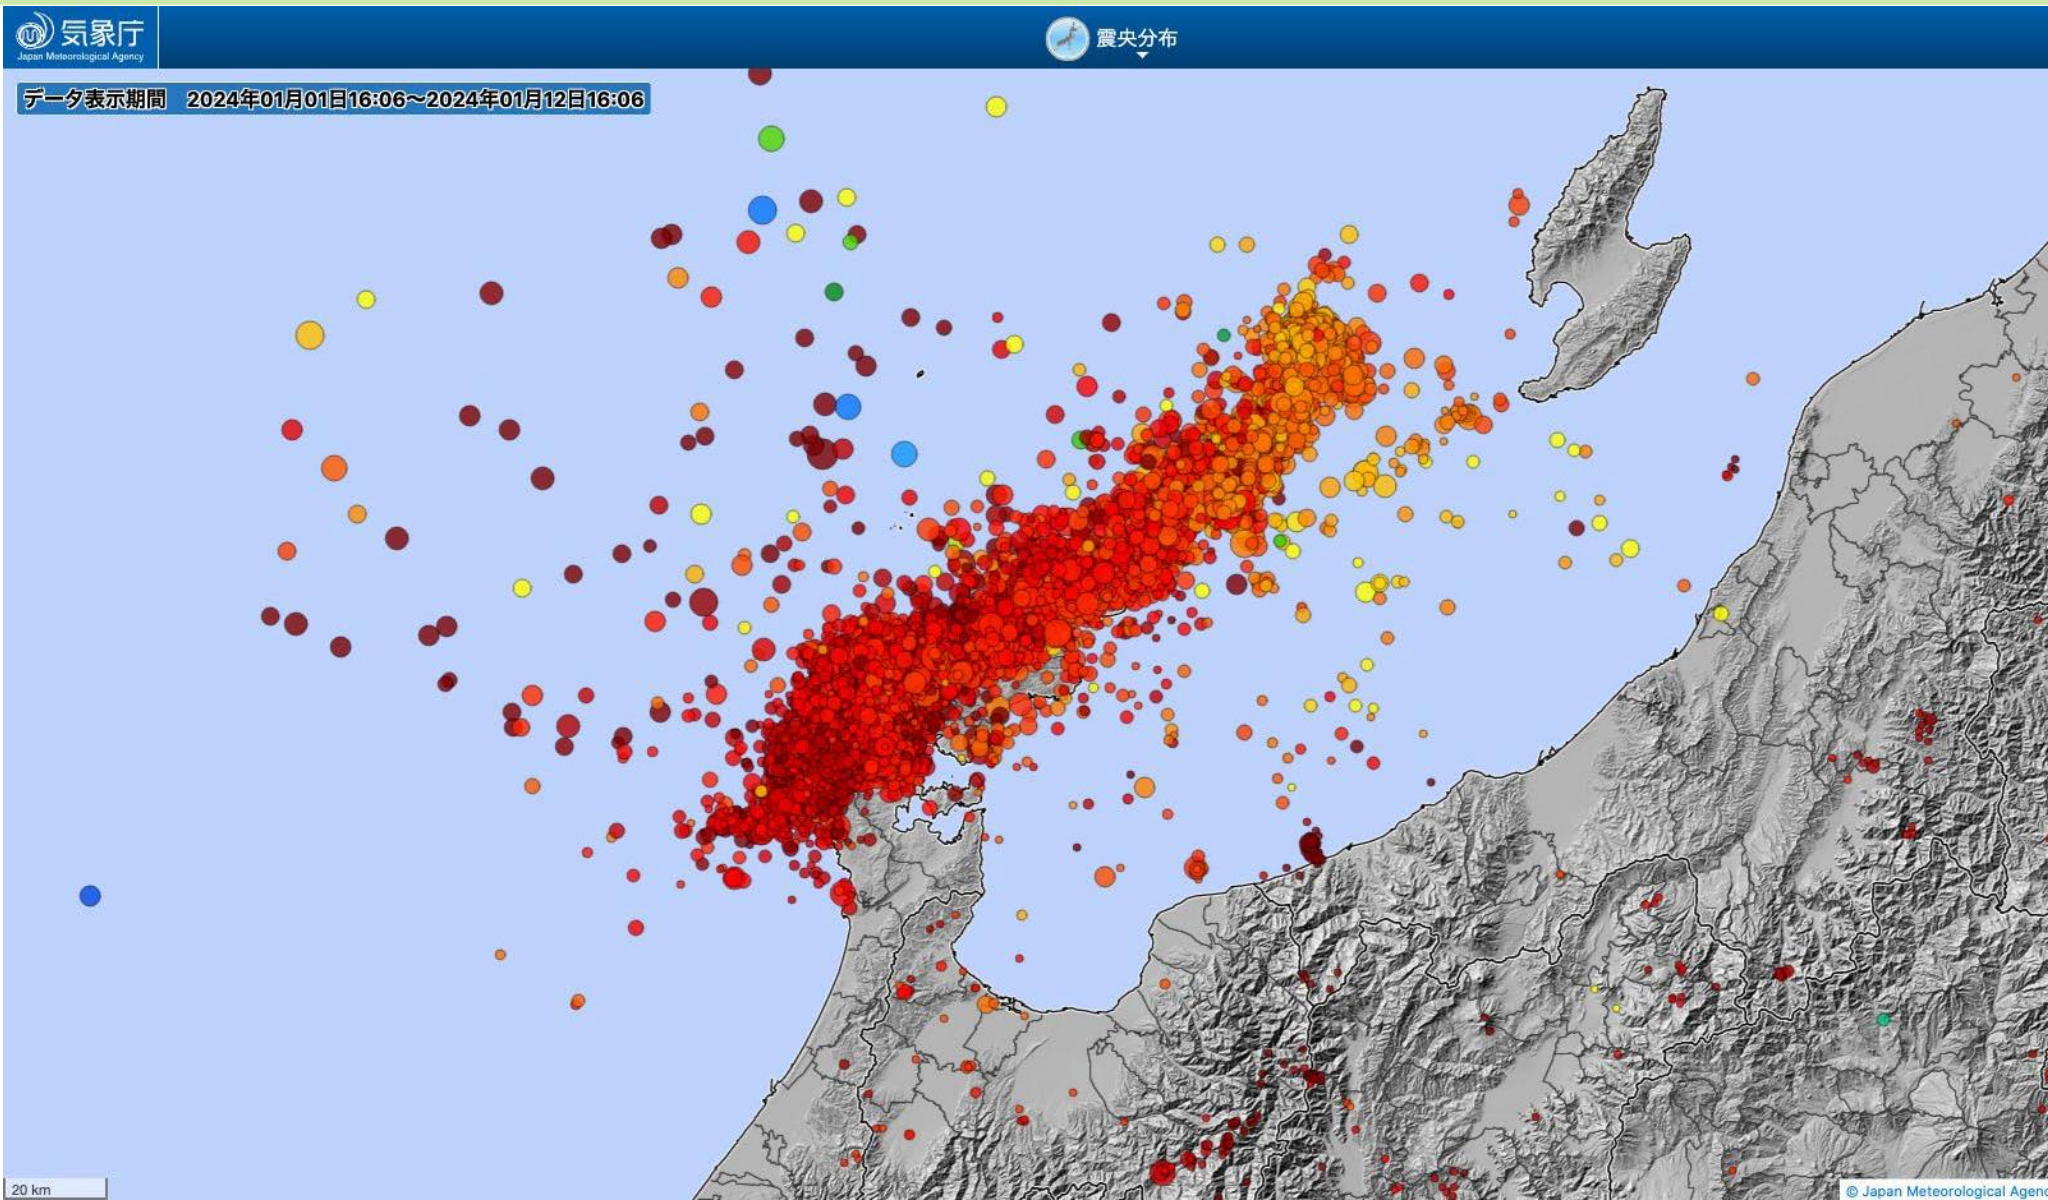 気象庁
Japan Meteorological Agency
震央分布
データ表示期間 2024年01月01日16:06～2024年01月12日16:06
20 km
© Japan Meteorological Agenc